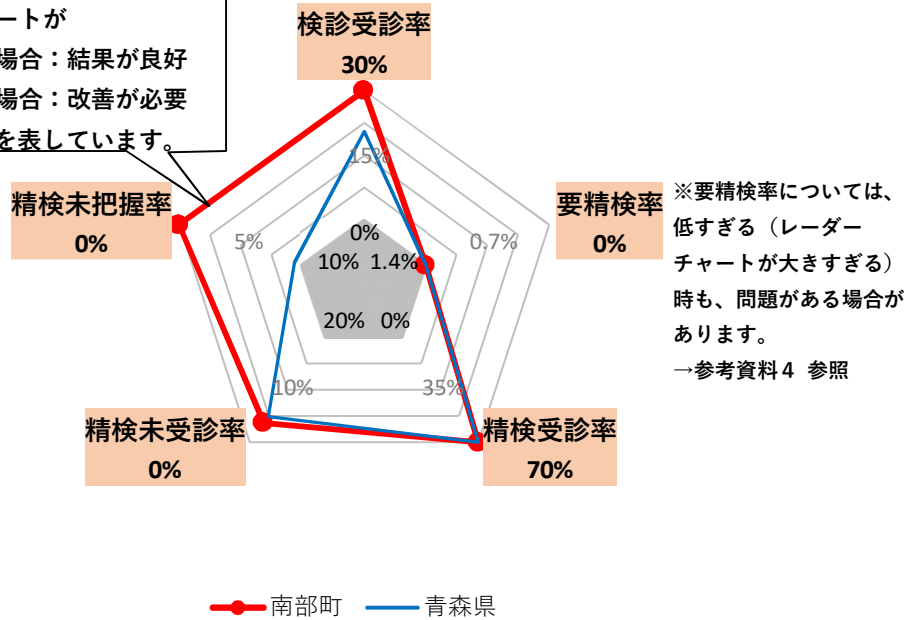 ートが
場合：結果が良好
場合：改善が必要
を表しています。
検診受診率
30%
精検未把握率
0%
要精検率
0%
※要精検率については、
低すぎる（レーダー
チャートが大きすぎる）
時も、問題がある場合が
あります。
→参考資料４ 参照
15%
5%
0.7%
0%
10%
1.4%
20%
0%
10%
35%
精検未受診率
0%
精検受診率
70%
南部町
青森県